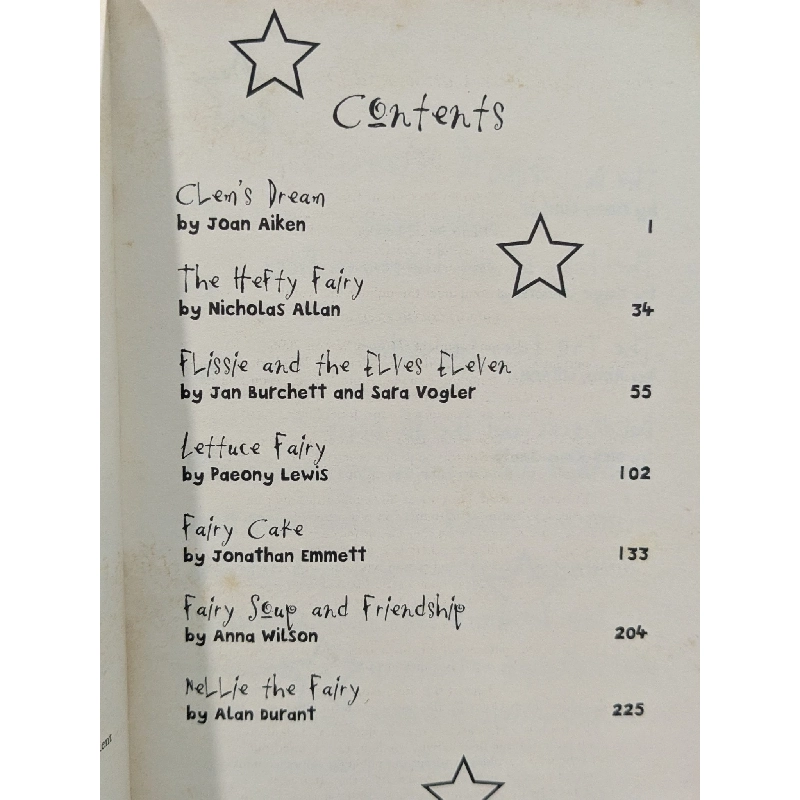 Contents
Clem's Dream
by Joan Aiken 1
The Hefty Fairy
by Nicholas Allan 34
Flissie and the Elves Eleven
by Jan Burchett and Sara Vogler 55
Lettuce Fairy
by Paeony Lewis 102
Fairy Cake
by Jonathan Emmett 133
Fairy Soup and Friendship
by Anna Wilson 204
Nellie the Fairy
by Alan Durant 225